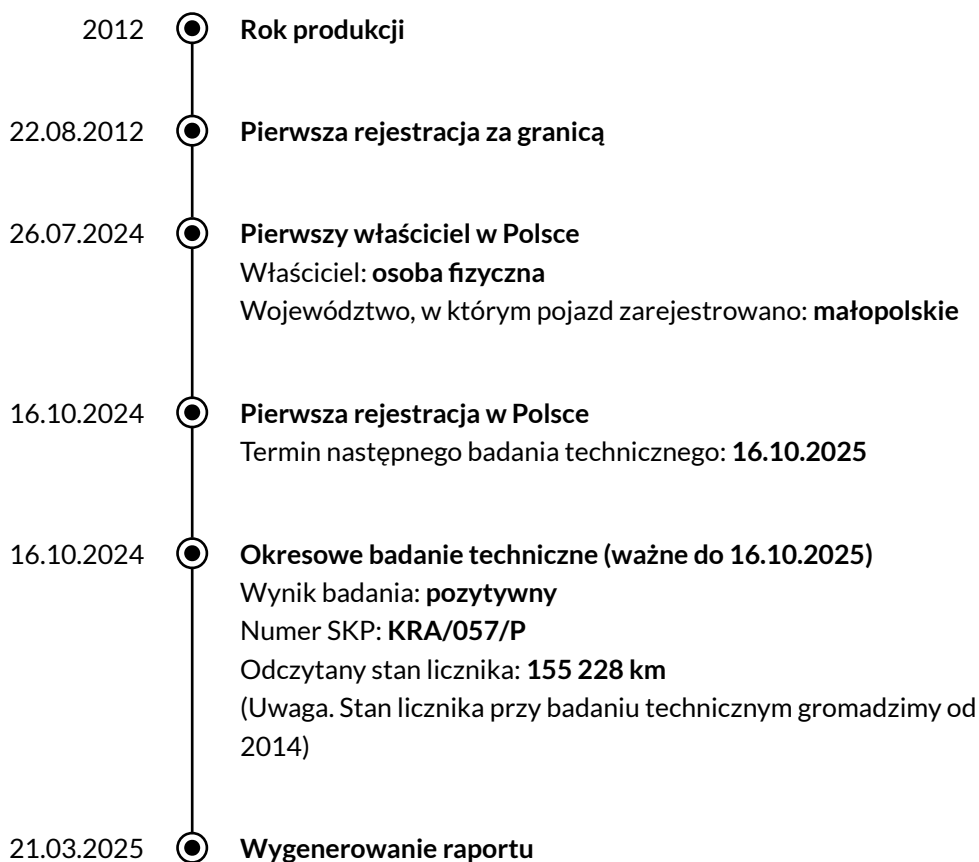 2012 Rok produkcji
22.08.2012 Pierwsza rejestracja za granicą
26.07.2024 Pierwszy właściciel w Polsce
Właściciel: osoba fizyczna
Województwo, w którym pojazd zarejestrowano: małopolskie
16.10.2024 Pierwsza rejestracja w Polsce
Termin następnego badania technicznego: 16.10.2025
16.10.2024 Okresowe badanie techniczne (ważne do 16.10.2025)
Wynik badania: pozytywny
Numer SKP: KRA/057/P
Odczytany stan licznika: 155 228 km
(Uwaga. Stan licznika przy badaniu technicznym gromadzimy od
2014)
21.03.2025 Wygenerowanie raportu